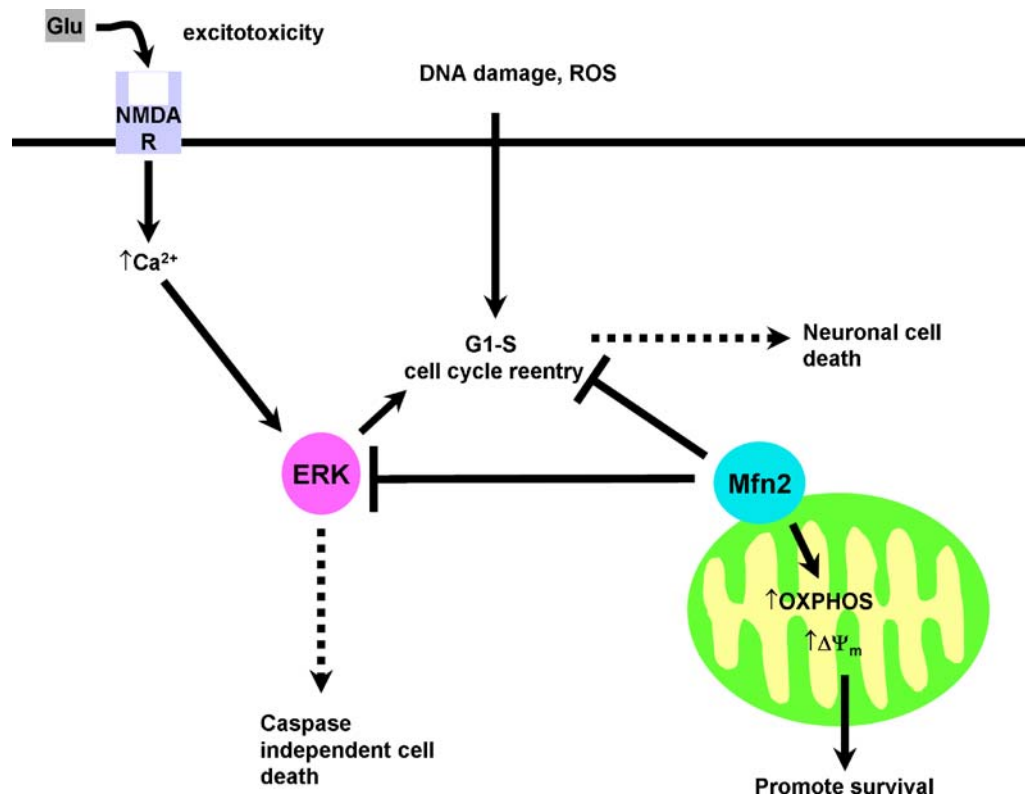 Glu
excitotoxicity
DNA damage, ROS
NMDA
R
↑Ca²⁺
G1-S
cell cycle reentry
Neuronal cell
death
ERK
Mfn2
↑OXPHOS
↑ΔΨₘ
Caspase
independent cell
death
Promote survival